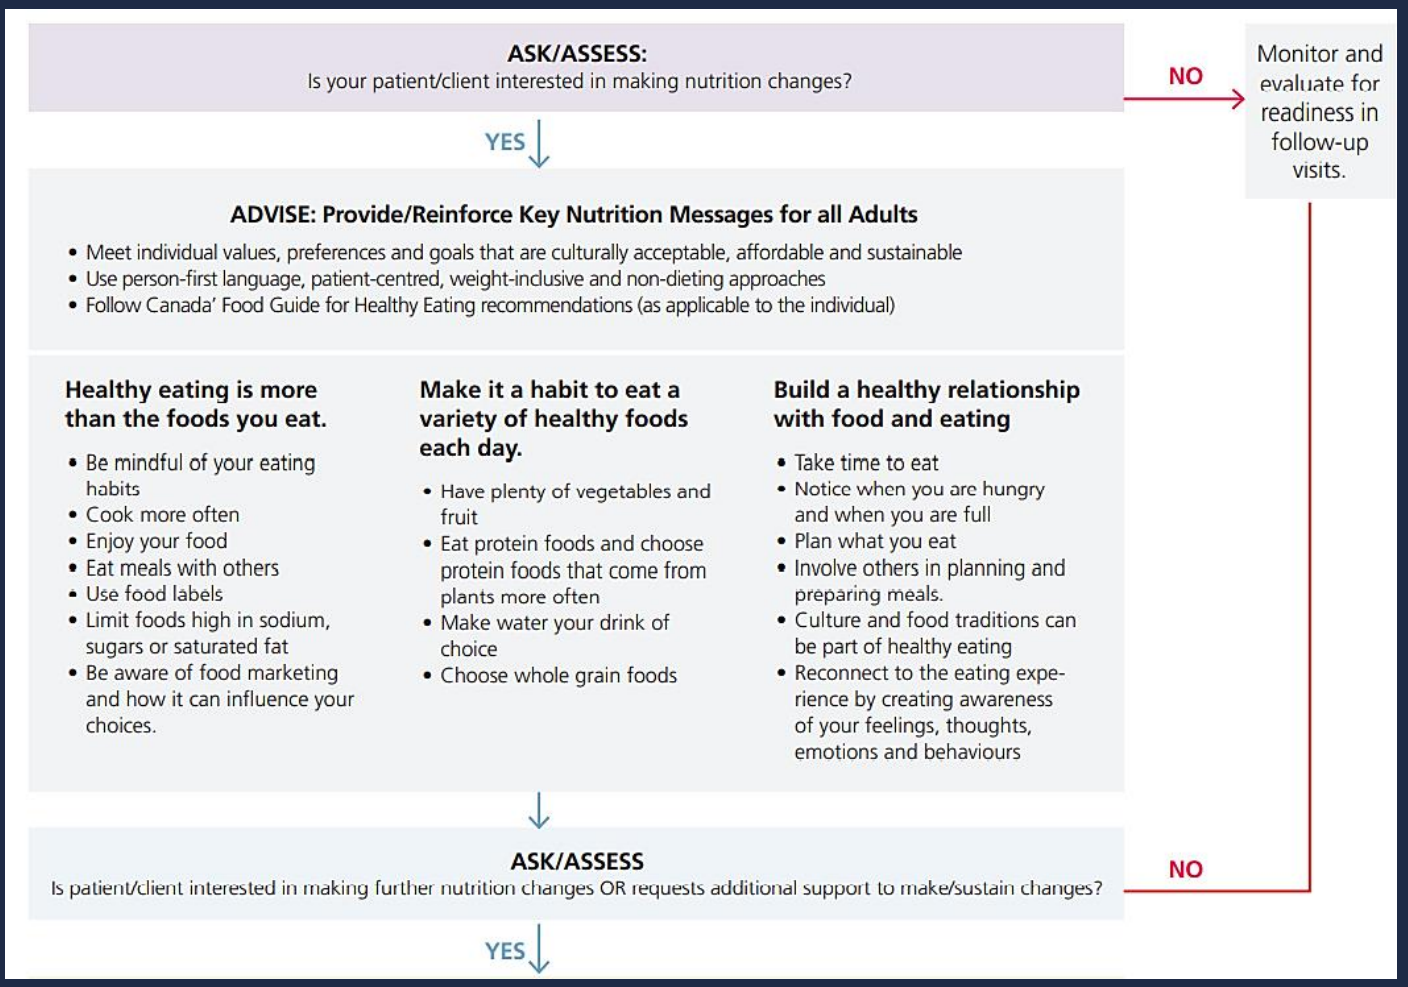 ASK/ASSESS:
Is your patient/client interested in making nutrition changes?
NO
Monitor and
evaluate for
readiness in
follow-up
visits.
YES
ADVISE: Provide/Reinforce Key Nutrition Messages for all Adults
• Meet individual values, preferences and goals that are culturally acceptable, affordable and sustainable
• Use person-first language, patient-centred, weight-inclusive and non-dieting approaches
• Follow Canada' Food Guide for Healthy Eating recommendations (as applicable to the individual)
Healthy eating is more
than the foods you eat.
• Be mindful of your eating
habits
• Cook more often
• Enjoy your food
• Eat meals with others
• Use food labels
• Limit foods high in sodium,
sugars or saturated fat
• Be aware of food marketing
and how it can influence your
choices.
Make it a habit to eat a
variety of healthy foods
each day.
• Have plenty of vegetables and
fruit
• Eat protein foods and choose
protein foods that come from
plants more often
• Make water your drink of
choice
• Choose whole grain foods
Build a healthy relationship
with food and eating
• Take time to eat
• Notice when you are hungry
and when you are full
• Plan what you eat
• Involve others in planning and
preparing meals.
• Culture and food traditions can
be part of healthy eating
• Reconnect to the eating expe-
rience by creating awareness
of your feelings, thoughts,
emotions and behaviours
ASK/ASSESS
Is patient/client interested in making further nutrition changes OR requests additional support to make/sustain changes?
NO
YES